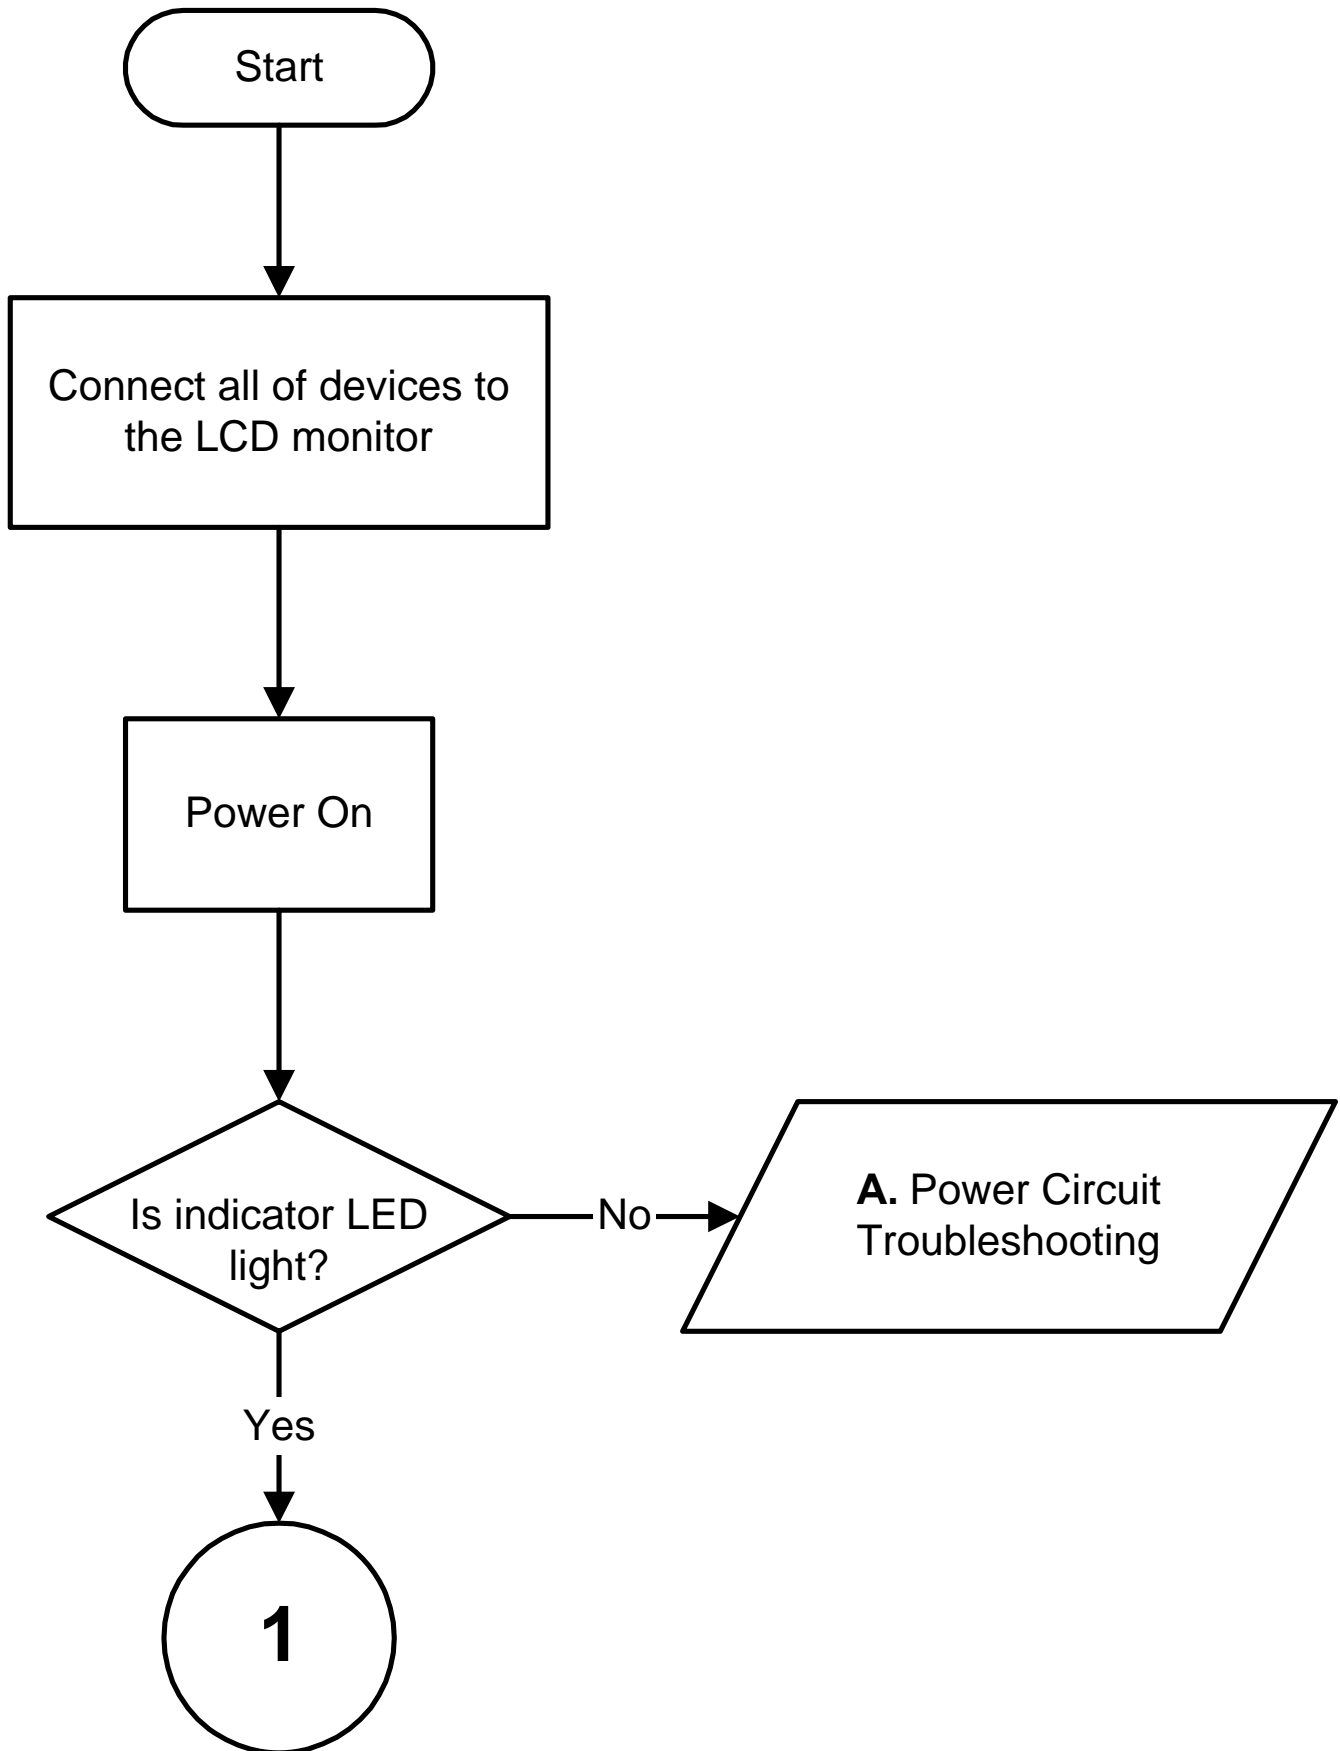 Start
Connect all of devices to
the LCD monitor
Power On
Is indicator LED
light?
No
A. Power Circuit
Troubleshooting
Yes
1